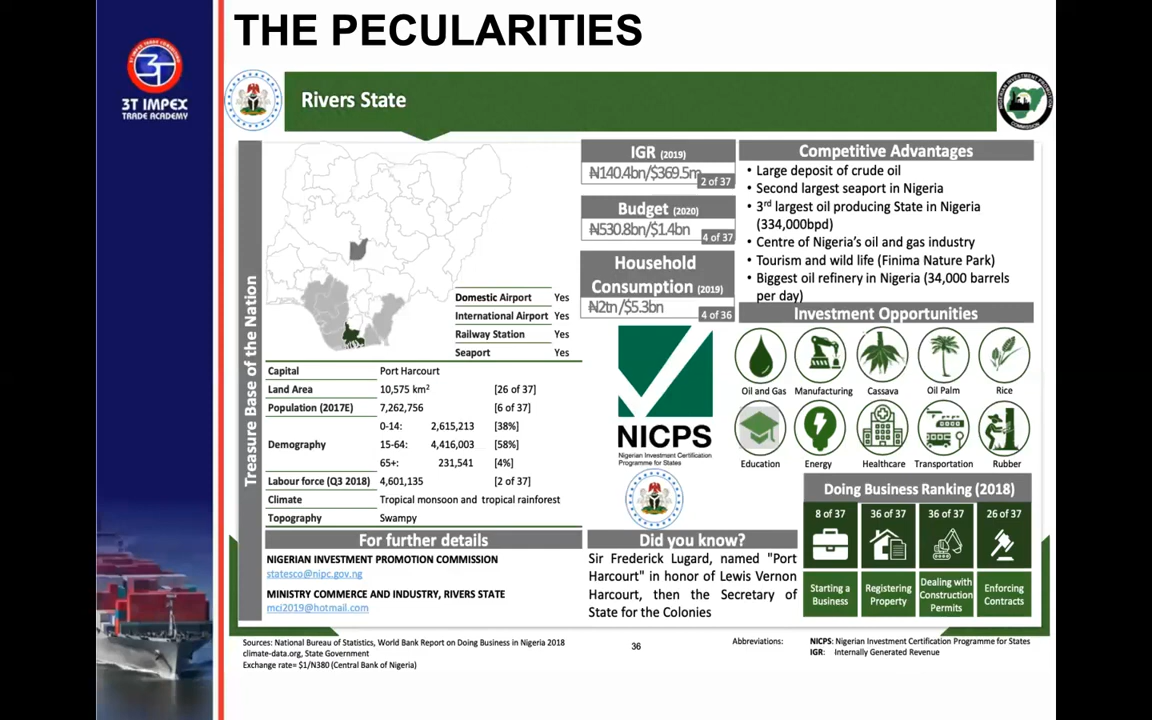 THE PECULARITIES
3T IMPEX
TRADE ACADEMY
Rivers State
Treasure Base of the Nation
Domestic Airport Yes
International Airport Yes
Railway Station Yes
Seaport Yes
Capital Port Harcourt
Land Area 10,575 km² [26 of 37]
Population (2017E) 7,262,756 [6 of 37]
Demography
0-14: 2,615,213 [38%]
15-64: 4,416,003 [58%]
65+: 231,541 [4%]
Labour force (Q3 2018) 4,601,135 [2 of 37]
Climate Tropical monsoon and tropical rainforest
Topography Swampy
For further details
NIGERIAN INVESTMENT PROMOTION COMMISSION
statesco@nipc.gov.ng
MINISTRY COMMERCE AND INDUSTRY, RIVERS STATE
mci2019@hotmail.com
IGR (2019)
₦140.4bn/$369.5m
2 of 37
Budget (2020)
₦530.8bn/$1.4bn
4 of 37
Household
Consumption (2019)
₦2tn/$5.3bn
4 of 36
NICPS
Nigerian Investment Certification
Programme for States
Did you know?
Sir Frederick Lugard, named "Port
Harcourt" in honor of Lewis Vernon
Harcourt, then the Secretary of
State for the Colonies
Competitive Advantages
• Large deposit of crude oil
• Second largest seaport in Nigeria
• 3rd largest oil producing State in Nigeria
(334,000bpd)
• Centre of Nigeria's oil and gas industry
• Tourism and wild life (Finima Nature Park)
• Biggest oil refinery in Nigeria (34,000 barrels
per day)
Investment Opportunities
Oil and Gas Manufacturing Cassava Oil Palm Rice
Education Energy Healthcare Transportation Rubber
Doing Business Ranking (2018)
8 of 37 36 of 37 36 of 37 26 of 37
Starting a
Business
Registering
Property
Dealing with
Construction
Permits
Enforcing
Contracts
Sources: National Bureau of Statistics, World Bank Report on Doing Business in Nigeria 2018
climate-data.org, State Government
Exchange rate= $1/N380 (Central Bank of Nigeria)
36
Abbreviations:
NICPS: Nigerian Investment Certification Programme for States
IGR: Internally Generated Revenue